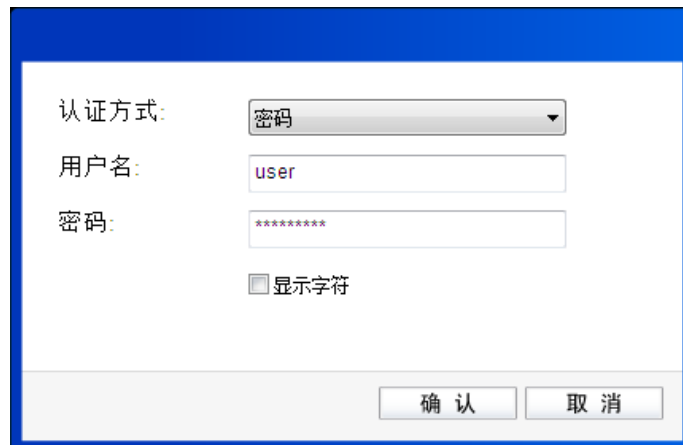 认证方式: 密码
用户名: user
密码: *********
显示字符
确 认 取 消